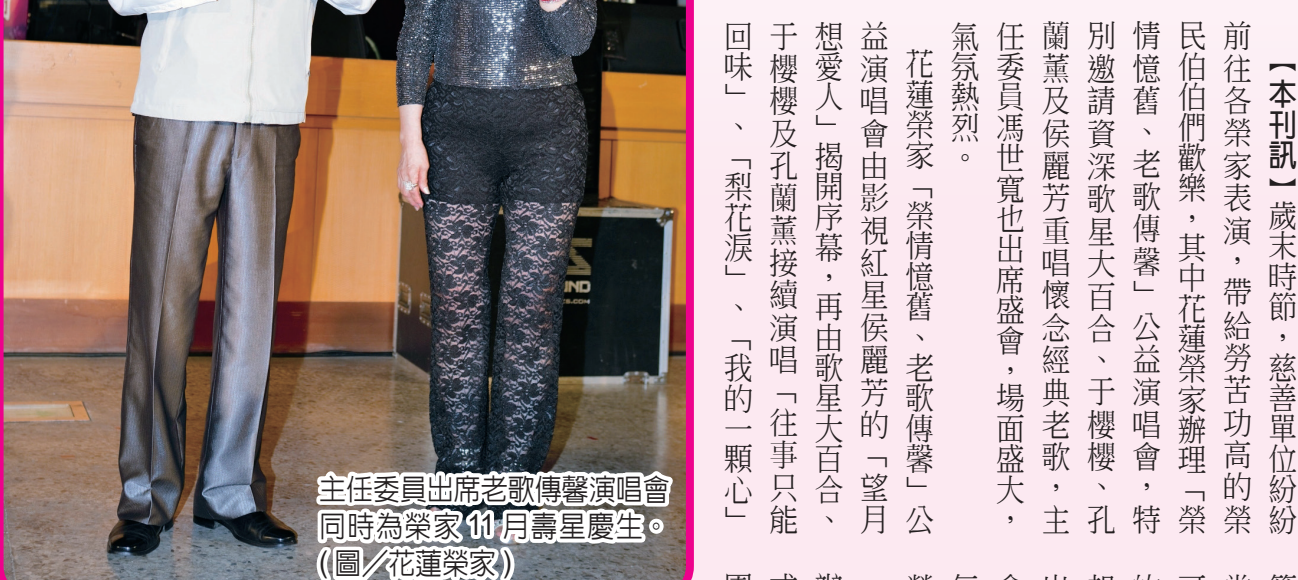 【本刊訊】歲末時節，慈善單位紛紛
前往各榮家表演，帶給勞苦功高的榮
民伯伯們歡樂，其中花蓮榮家辦理「榮
情憶舊、老歌傳馨」公益演唱會，特
別邀請資深歌星大百合、于櫻櫻、孔
蘭薰及侯麗芳重唱懷念經典老歌，主
任委員馮世寬也出席盛會，場面盛大，
氣氛熱烈。
花蓮榮家「榮情憶舊、老歌傳馨」公
益演唱會由影視紅星侯麗芳的「望月
想愛人」揭開序幕，再由歌星大百合、
于櫻櫻及孔蘭薰接續演唱「往事只能
回味」、「梨花淚」、「我的一顆心」
主任委員出席老歌傳馨演唱會
同時為榮家 11 月壽星慶生。
(圖／花蓮榮家)